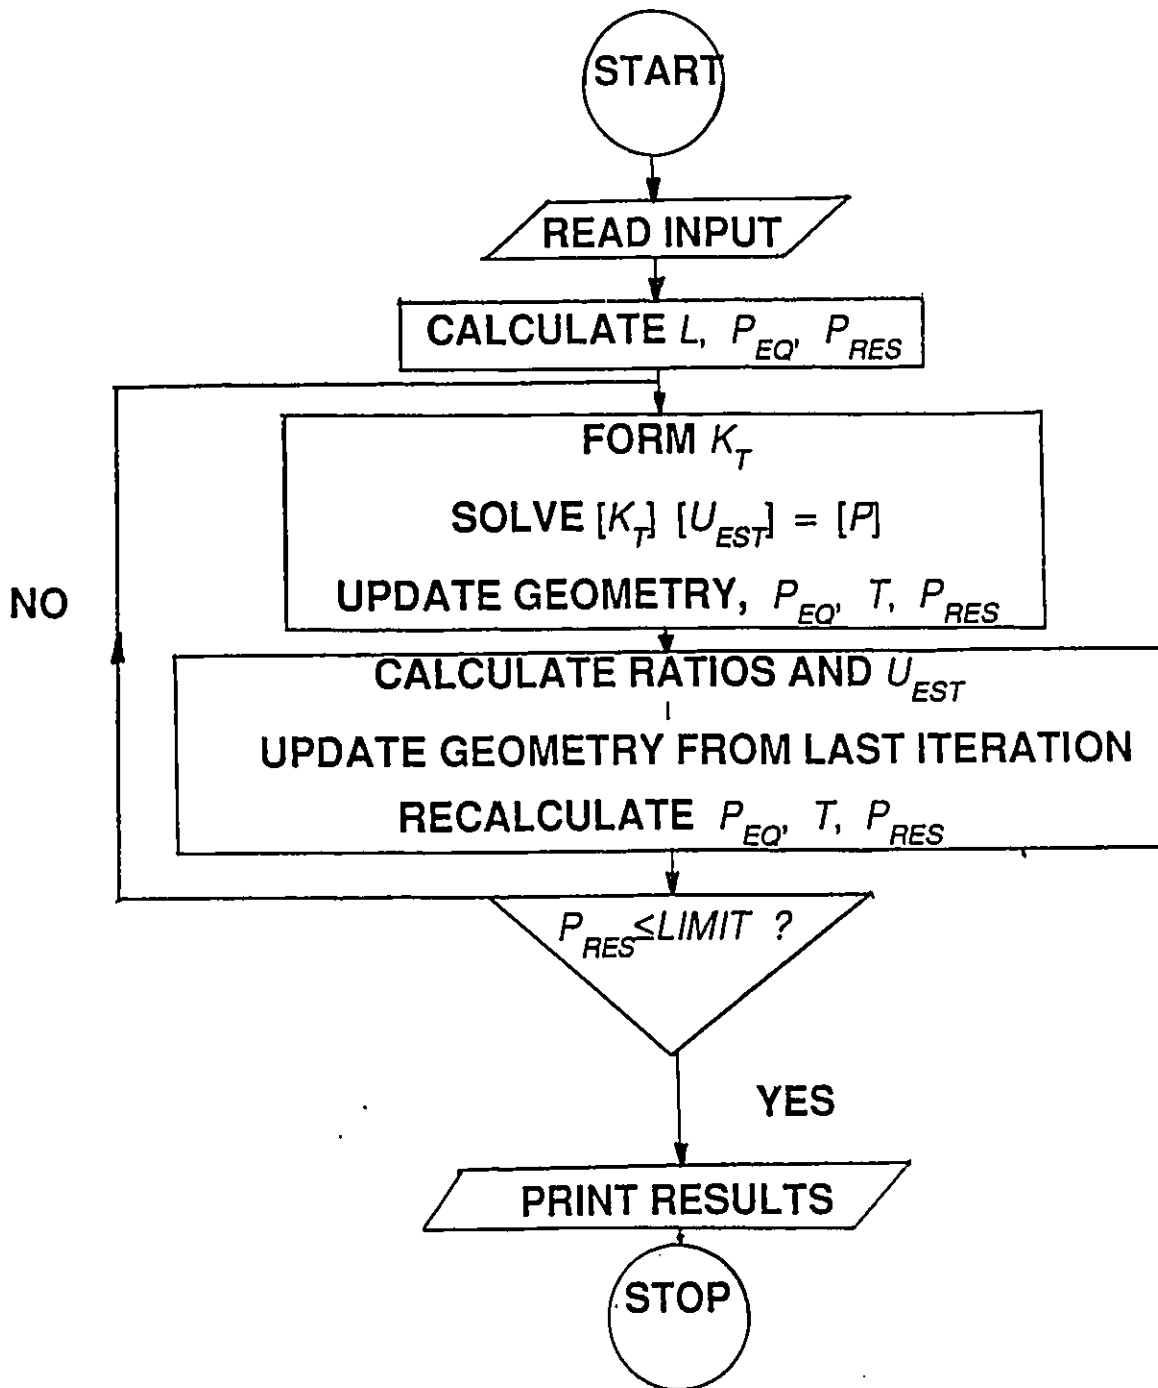 START
READ INPUT
CALCULATE L, P_EQ, P_RES
FORM K_T
SOLVE [K_T] [U_EST] = [P]
UPDATE GEOMETRY, P_EQ, T, P_RES
NO
CALCULATE RATIOS AND U_EST
UPDATE GEOMETRY FROM LAST ITERATION
RECALCULATE P_EQ, T, P_RES
P_RES≤LIMIT ?
YES
PRINT RESULTS
STOP